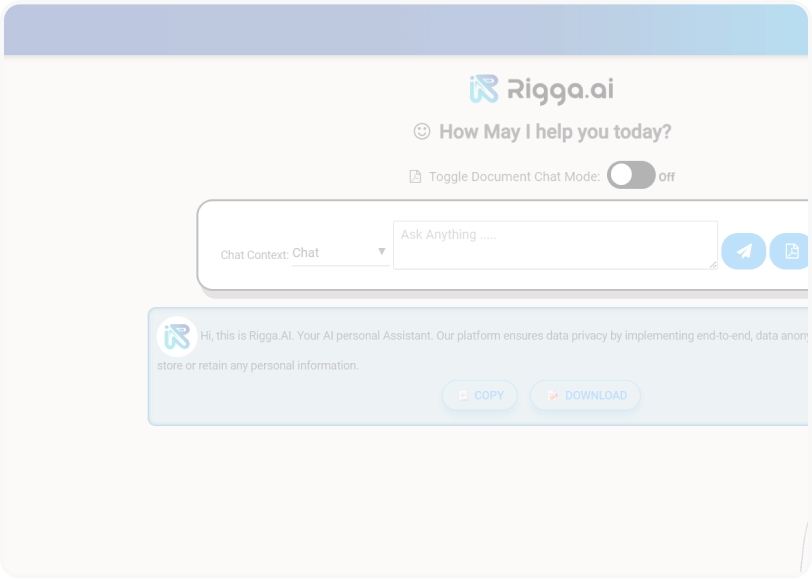 Rigga.ai
How May I help you today?
Toggle Document Chat Mode: Off
Ask Anything .....
Chat Context: Chat
Hi, this is Rigga.AI. Your AI personal Assistant. Our platform ensures data privacy by implementing end-to-end, data anony
store or retain any personal information.
COPY DOWNLOAD